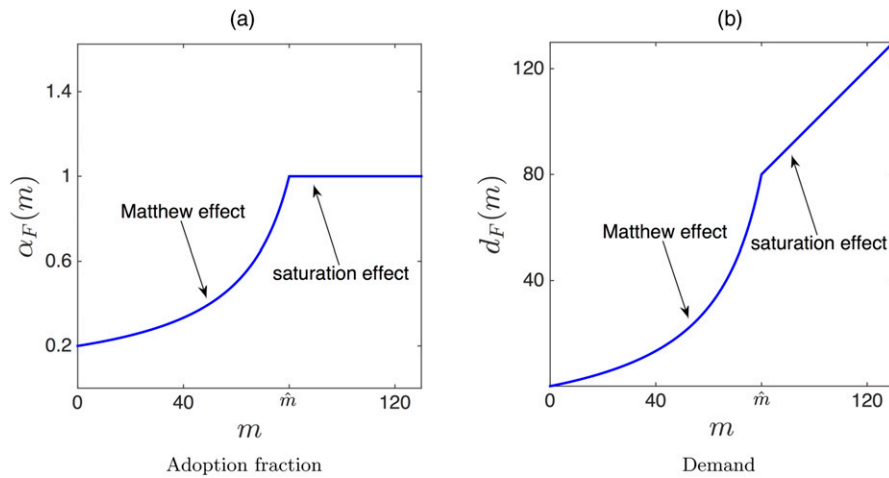 (a)
1.4
1
0.6
0.2
α_F(m)
Matthew effect
saturation effect
0
40
m̂
120
m
Adoption fraction
(b)
120
80
40
d_F(m)
Matthew effect
saturation effect
0
40
m̂
120
m
Demand